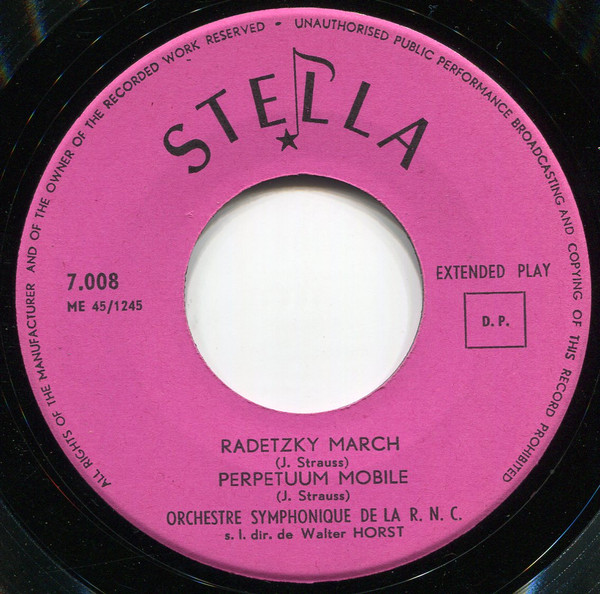 ALL RIGHTS OF THE MANUFACTURER AND OF THE OWNER OF THE RECORDED WORK RESERVED - UNAUTHORISED PUBLIC PERFORMANCE BROADCASTING AND COPYING OF THIS RECORD PROHIBITED
STELLA
7.008
ME 45/1245
EXTENDED PLAY
D. P.
RADETZKY MARCH
(J. Strauss)
PERPETUUM MOBILE
(J. Strauss)
ORCHESTRE SYMPHONIQUE DE LA R. N. C.
s. l. dir. de Walter HORST